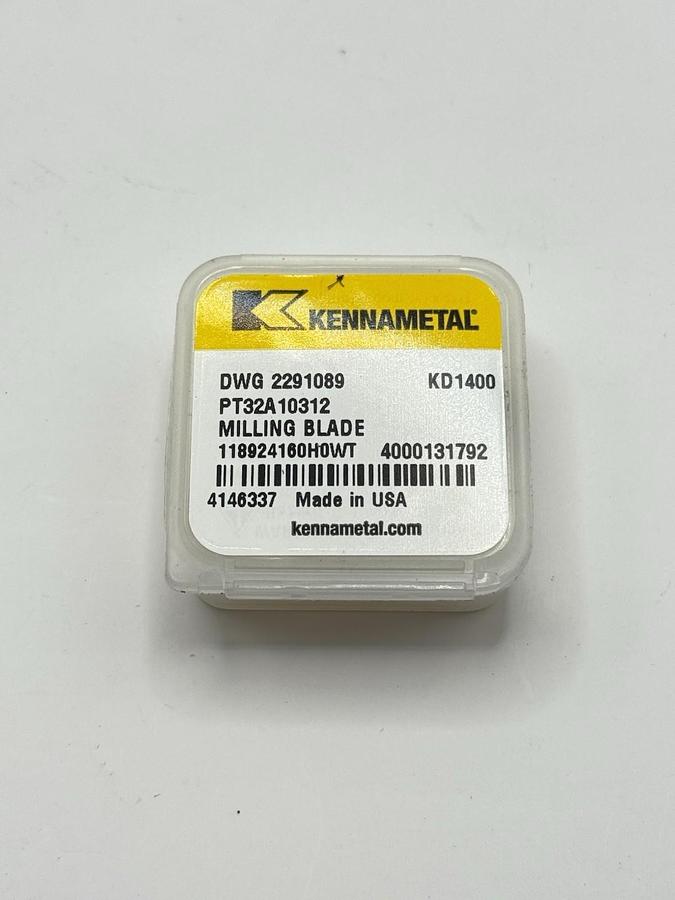 KENNAMETAL®
DWG 2291089 KD1400
PT32A10312
MILLING BLADE
118924160H0WT 4000131792
4146337 Made in USA
kennametal.com